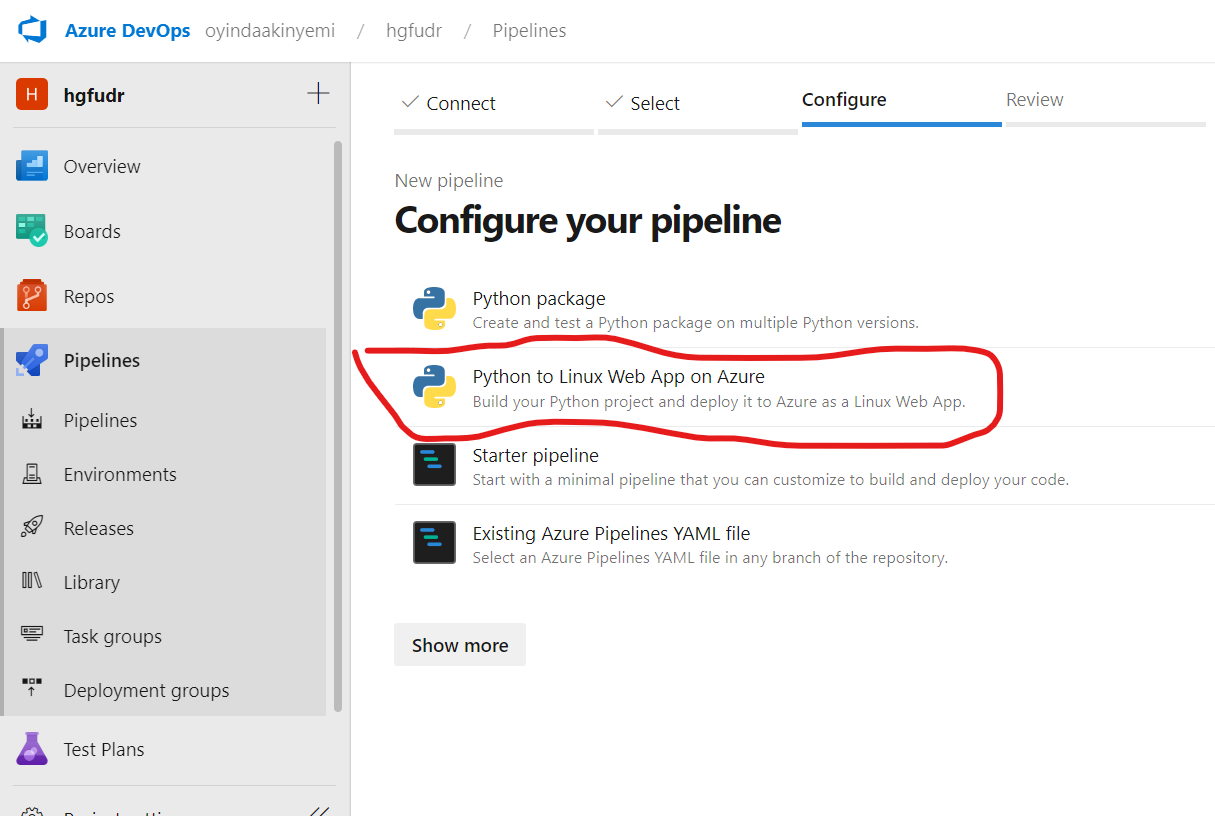 Azure DevOps oyindaakinyemi / hgfudr / Pipelines
H hgfudr
Overview
Boards
Repos
Pipelines
Pipelines
Environments
Releases
Library
Task groups
Deployment groups
Test Plans
Connect
Select
Configure
Review
New pipeline
Configure your pipeline
Python package
Create and test a Python package on multiple Python versions.
Python to Linux Web App on Azure
Build your Python project and deploy it to Azure as a Linux Web App.
Starter pipeline
Start with a minimal pipeline that you can customize to build and deploy your code.
Existing Azure Pipelines YAML file
Select an Azure Pipelines YAML file in any branch of the repository.
Show more